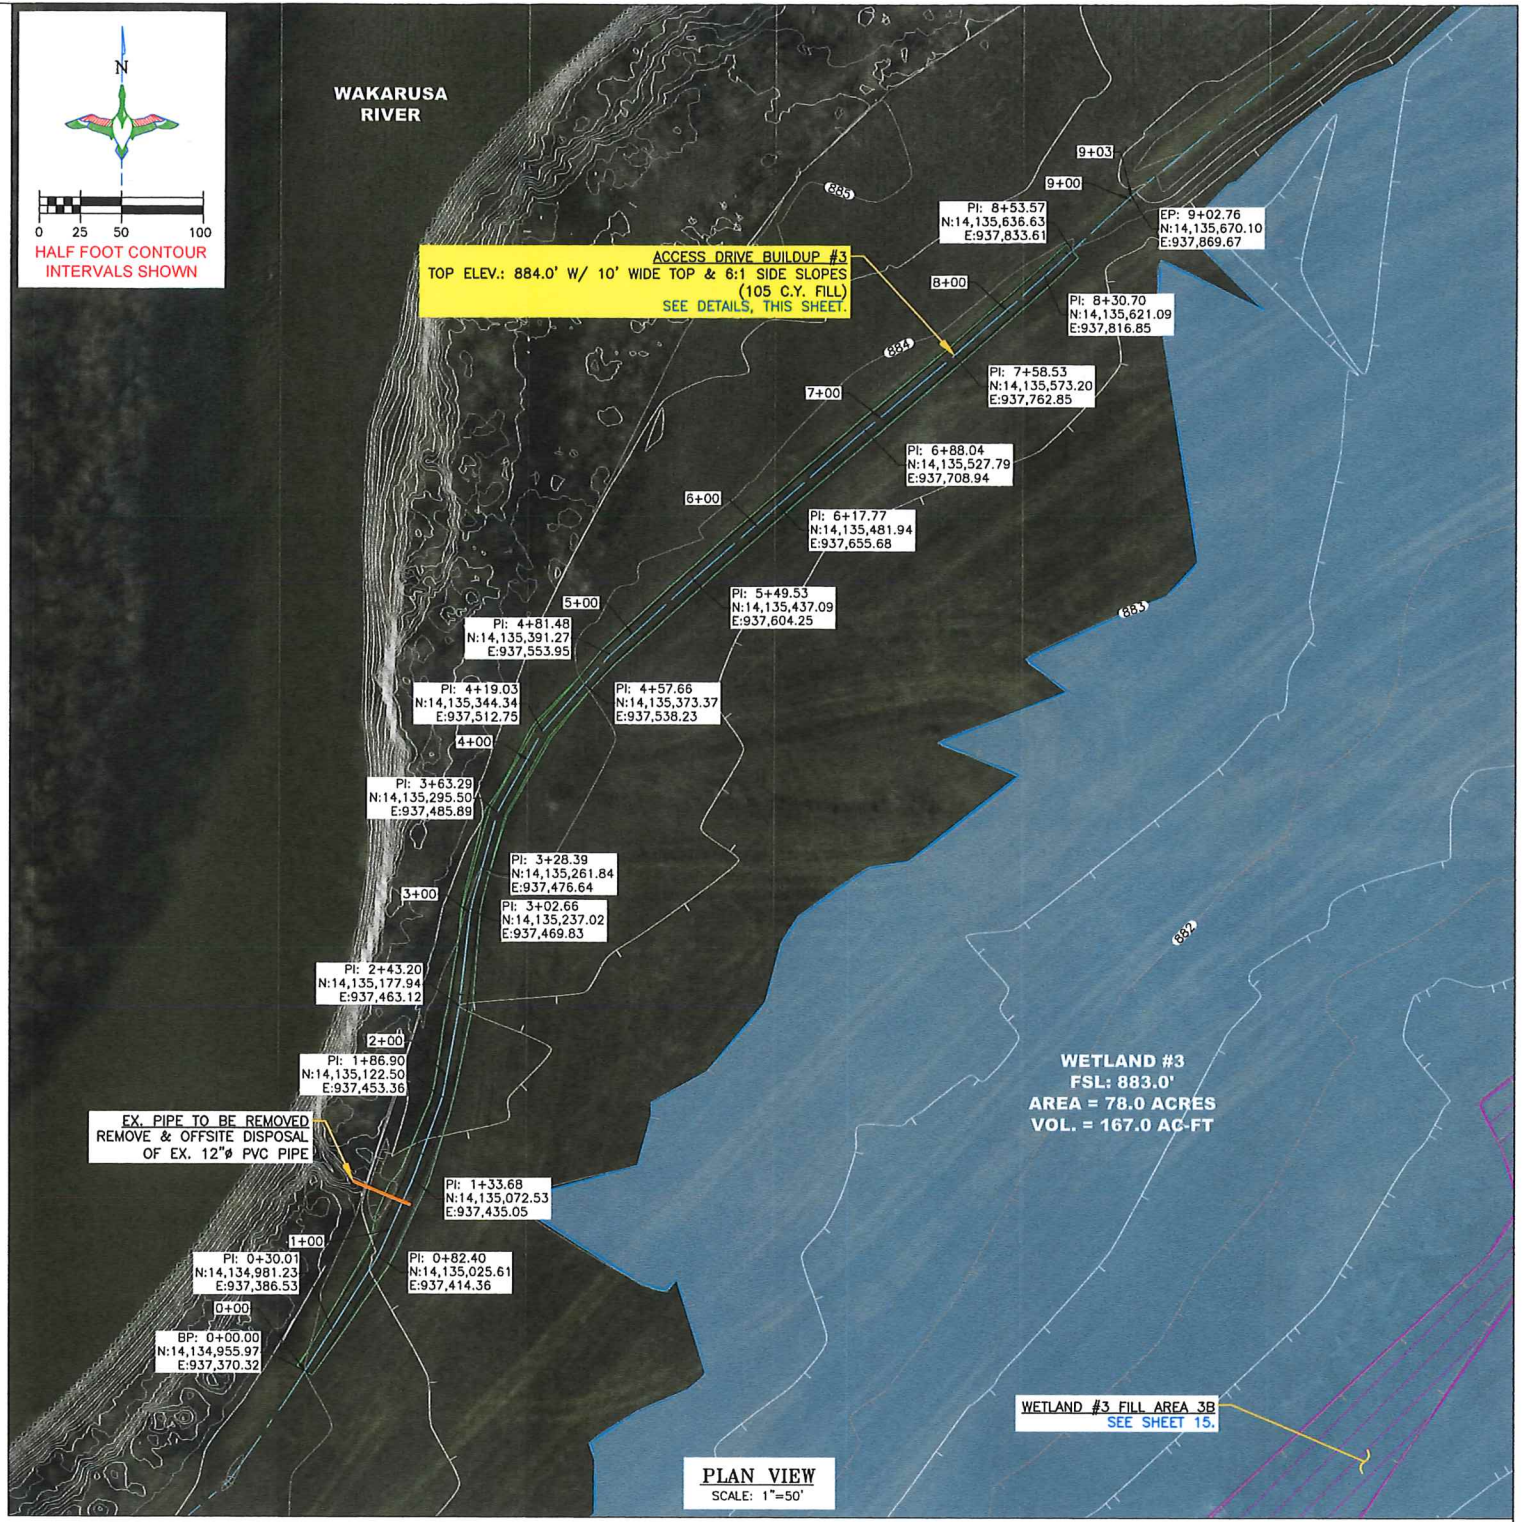 N
0 25 50 100
HALF FOOT CONTOUR
INTERVALS SHOWN
WAKARUSA
RIVER
885
9+03
9+00
PI: 8+53.57
N:14,135,636.63
E:937,833.61
EP: 9+02.76
N:14,135,670.10
E:937,869.67
ACCESS DRIVE BUILDUP #3
TOP ELEV.: 884.0' W/ 10' WIDE TOP & 6:1 SIDE SLOPES
(105 C.Y. FILL)
SEE DETAILS, THIS SHEET.
8+00
PI: 8+30.70
N:14,135,621.09
E:937,816.85
884
PI: 7+58.53
N:14,135,573.20
E:937,762.85
7+00
PI: 6+88.04
N:14,135,527.79
E:937,708.94
6+00
PI: 6+17.77
N:14,135,481.94
E:937,655.68
5+00
PI: 5+49.53
N:14,135,437.09
E:937,604.25
883
PI: 4+81.48
N:14,135,391.27
E:937,553.95
PI: 4+19.03
N:14,135,344.34
E:937,512.75
PI: 4+57.66
N:14,135,373.37
E:937,538.23
4+00
PI: 3+63.29
N:14,135,295.50
E:937,485.89
PI: 3+28.39
N:14,135,261.84
E:937,476.64
3+00
PI: 3+02.66
N:14,135,237.02
E:937,469.83
882
PI: 2+43.20
N:14,135,177.94
E:937,463.12
2+00
PI: 1+86.90
N:14,135,122.50
E:937,453.36
WETLAND #3
FSL: 883.0'
AREA = 78.0 ACRES
VOL. = 167.0 AC-FT
EX. PIPE TO BE REMOVED
REMOVE & OFFSITE DISPOSAL
OF EX. 12"ø PVC PIPE
PI: 1+33.68
N:14,135,072.53
E:937,435.05
1+00
PI: 0+30.01
N:14,134,981.23
E:937,386.53
PI: 0+82.40
N:14,135,025.61
E:937,414.36
0+00
BP: 0+00.00
N:14,134,955.97
E:937,370.32
WETLAND #3 FILL AREA 3B
SEE SHEET 15.
PLAN VIEW
SCALE: 1"=50'